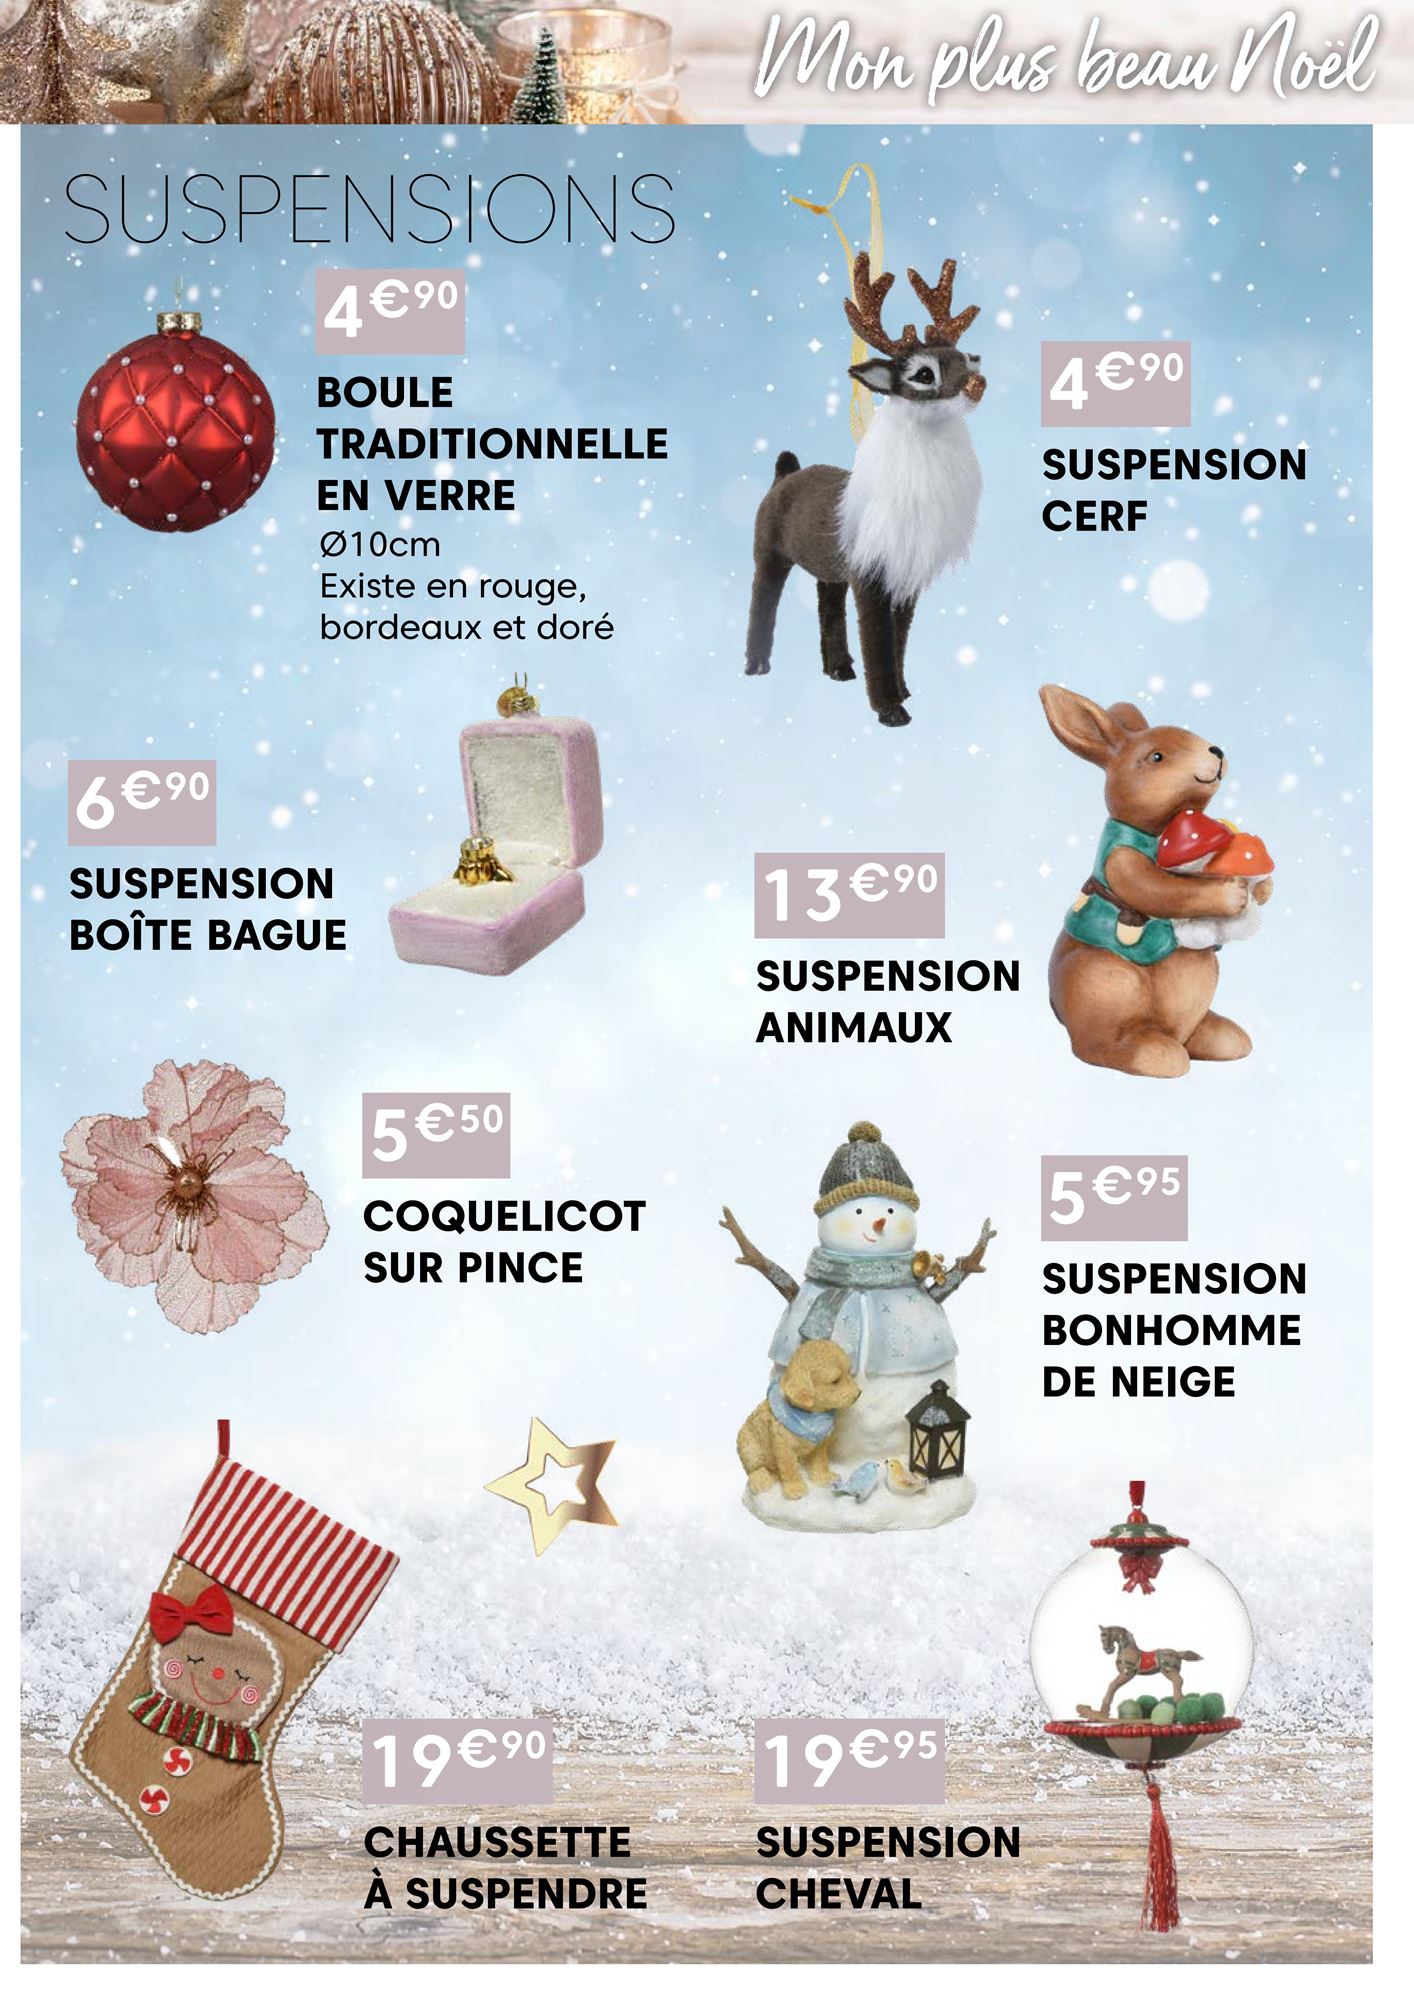 Mon plus beau Noël
SUSPENSIONS
4€90
BOULE
TRADITIONNELLE
EN VERRE
Ø10cm
Existe en rouge,
bordeaux et doré
4€90
SUSPENSION
CERF
6€90
SUSPENSION
BOÎTE BAGUE
13€90
SUSPENSION
ANIMAUX
5€50
COQUELICOT
SUR PINCE
5€95
SUSPENSION
BONHOMME
DE NEIGE
19€90
CHAUSSETTE
À SUSPENDRE
19€95
SUSPENSION
CHEVAL